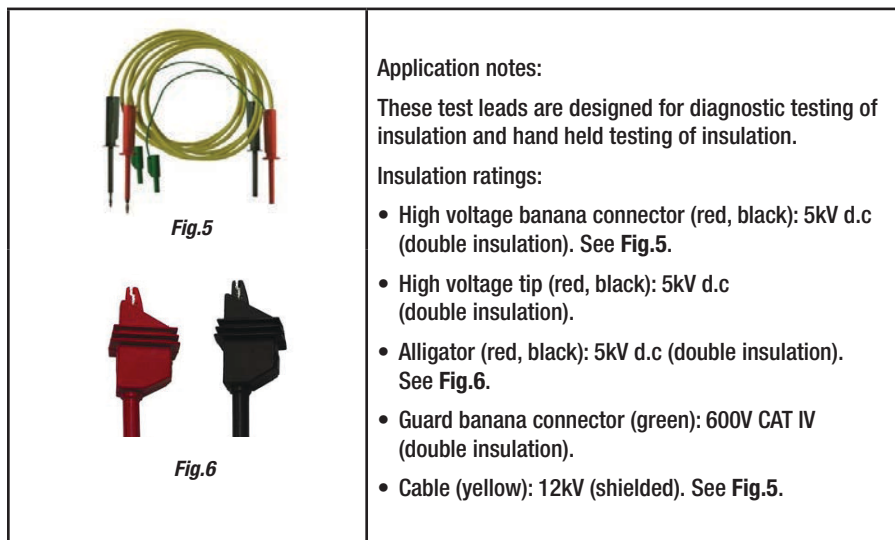 Fig.5
Fig.6
Application notes:
These test leads are designed for diagnostic testing of
insulation and hand held testing of insulation.
Insulation ratings:
• High voltage banana connector (red, black): 5kV d.c
(double insulation). See Fig.5.
• High voltage tip (red, black): 5kV d.c
(double insulation).
• Alligator (red, black): 5kV d.c (double insulation).
See Fig.6.
• Guard banana connector (green): 600V CAT IV
(double insulation).
• Cable (yellow): 12kV (shielded). See Fig.5.